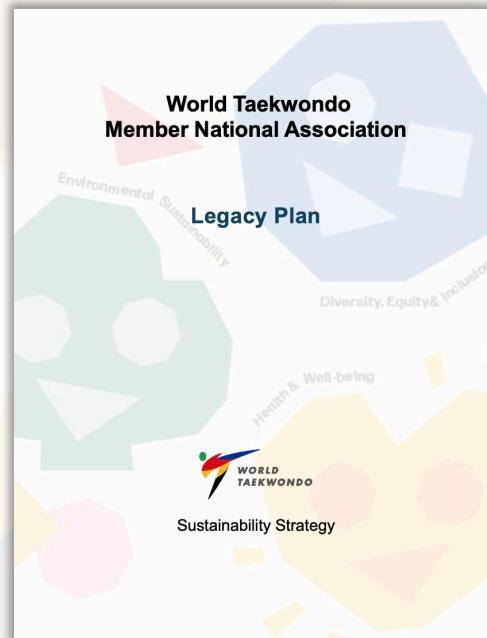 World Taekwondo
Member National Association
Environmental Sustainability
Legacy Plan
Diversity, Equity & Inclusion
Health & Well-being
WORLD
TAEKWONDO
Sustainability Strategy